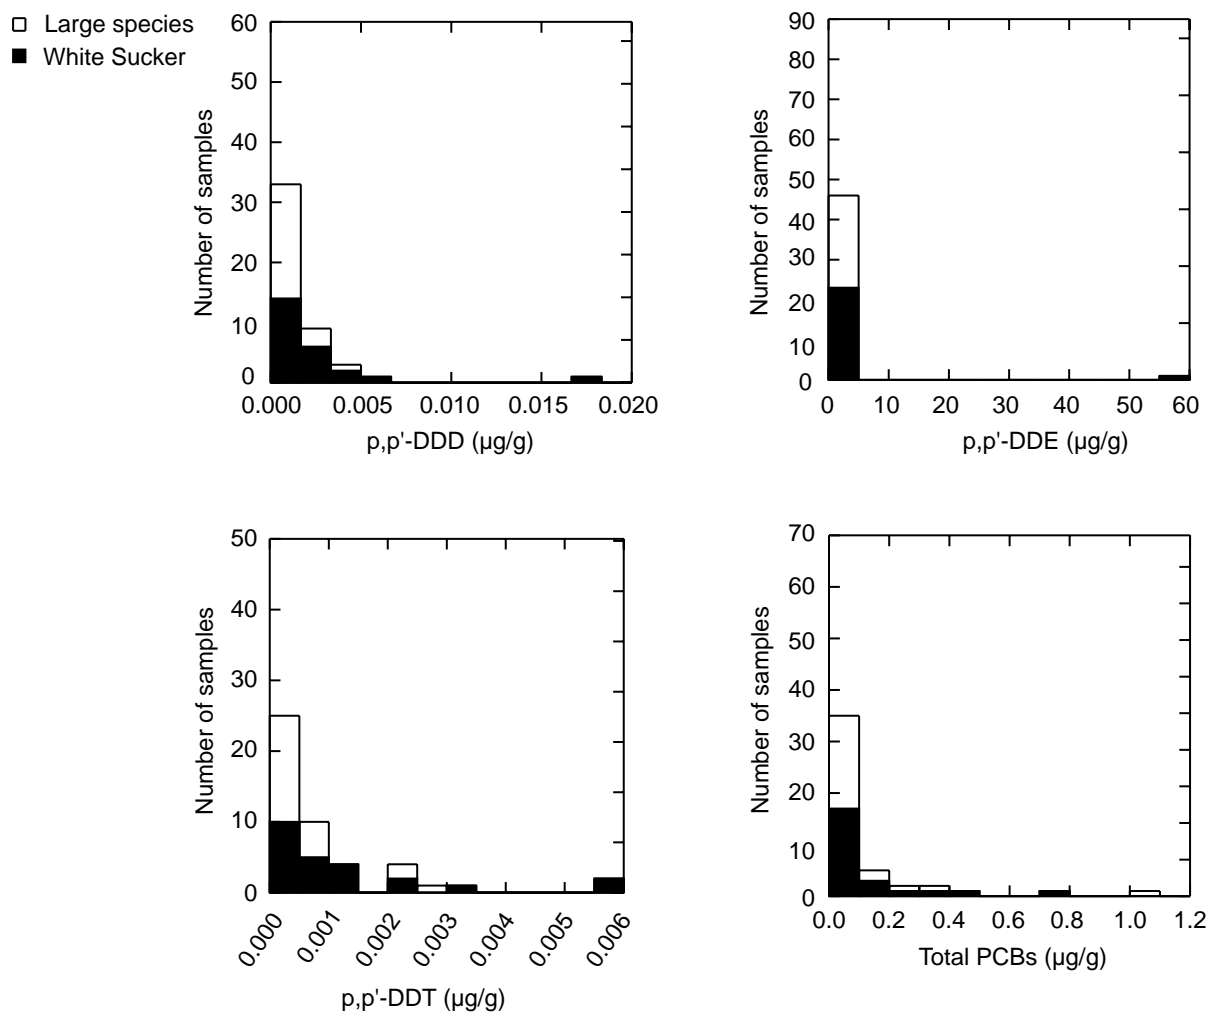 Large species
White Sucker
60
50
40
30
20
10
0
Number of samples
0.000 0.005 0.010 0.015 0.020
p,p'-DDD (µg/g)
90
80
70
60
50
40
30
20
10
0
Number of samples
0 10 20 30 40 50 60
p,p'-DDE (µg/g)
50
40
30
20
10
0
Number of samples
0.000 0.001 0.002 0.003 0.004 0.005 0.006
p,p'-DDT (µg/g)
70
60
50
40
30
20
10
0
Number of samples
0.0 0.2 0.4 0.6 0.8 1.0 1.2
Total PCBs (µg/g)